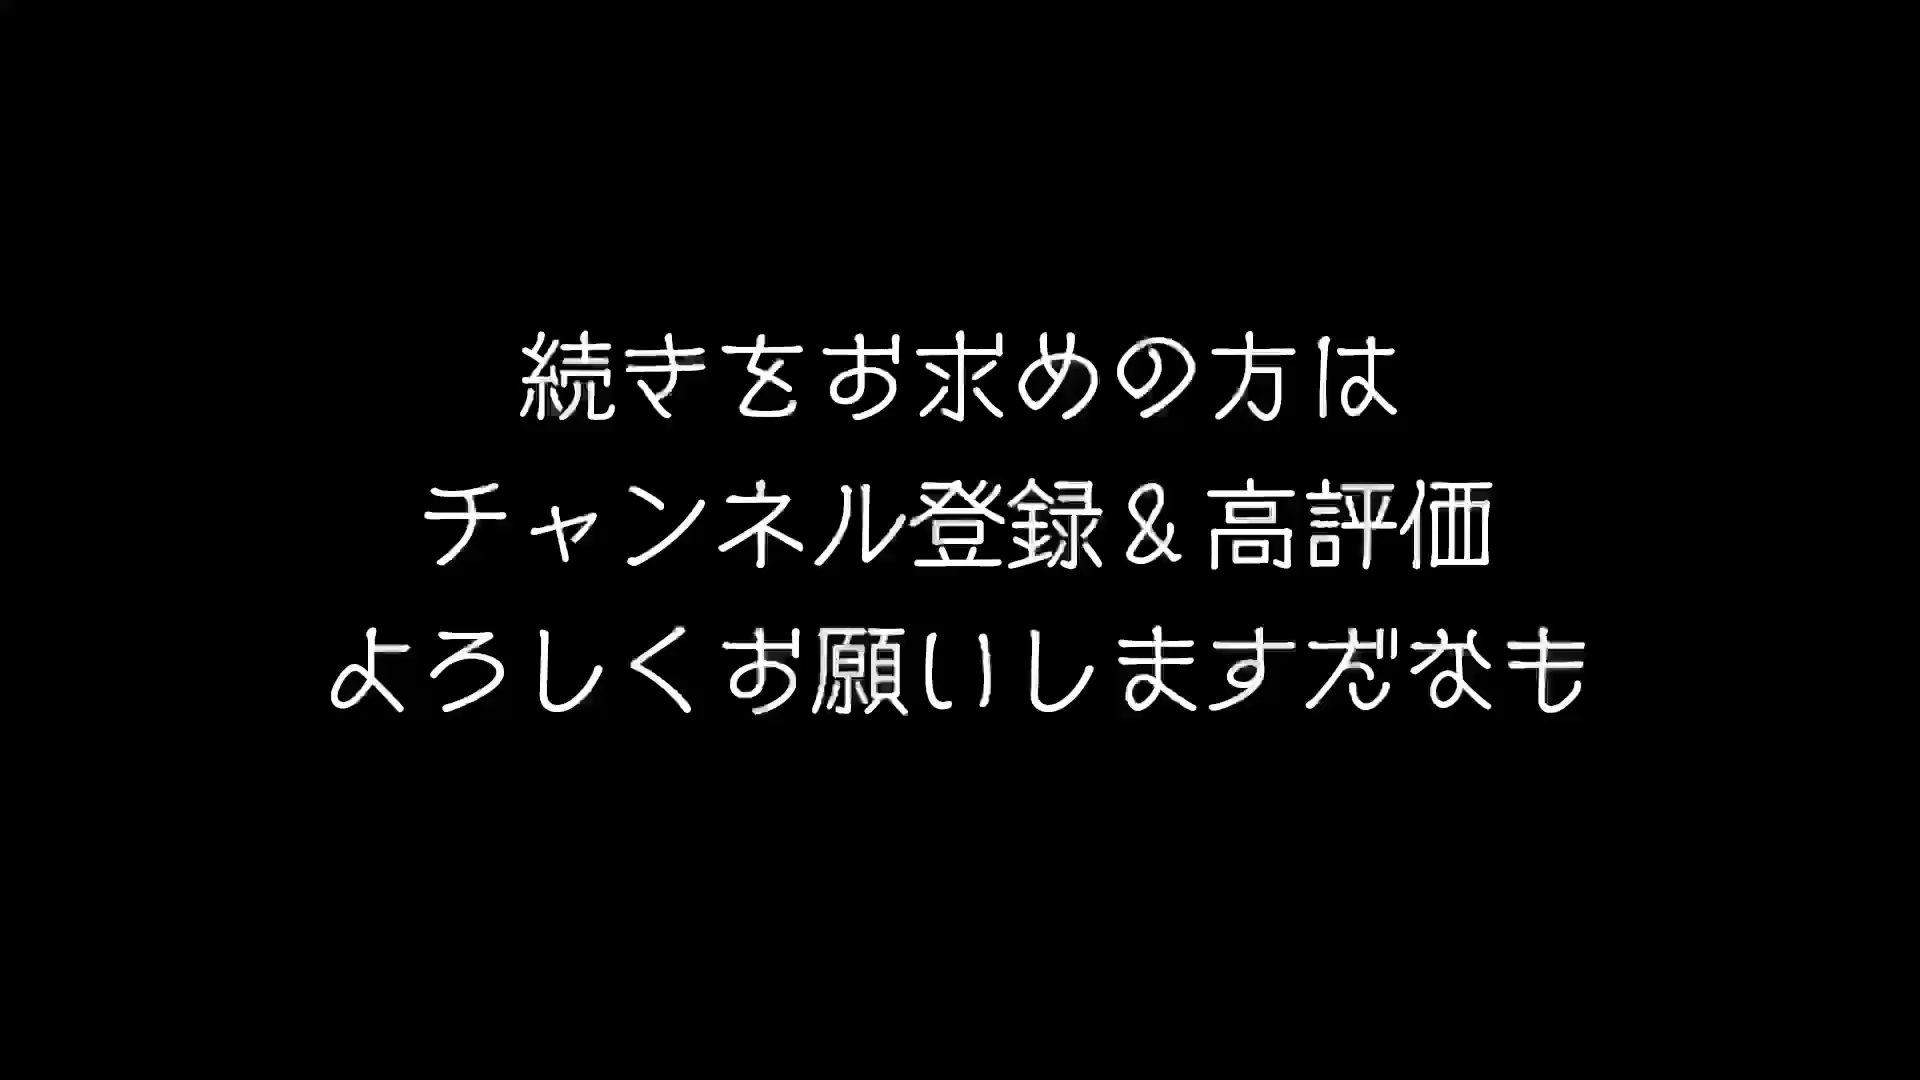 続きをお求めの方は
チャンネル登録＆高評価
よろしくお願いしますだなも